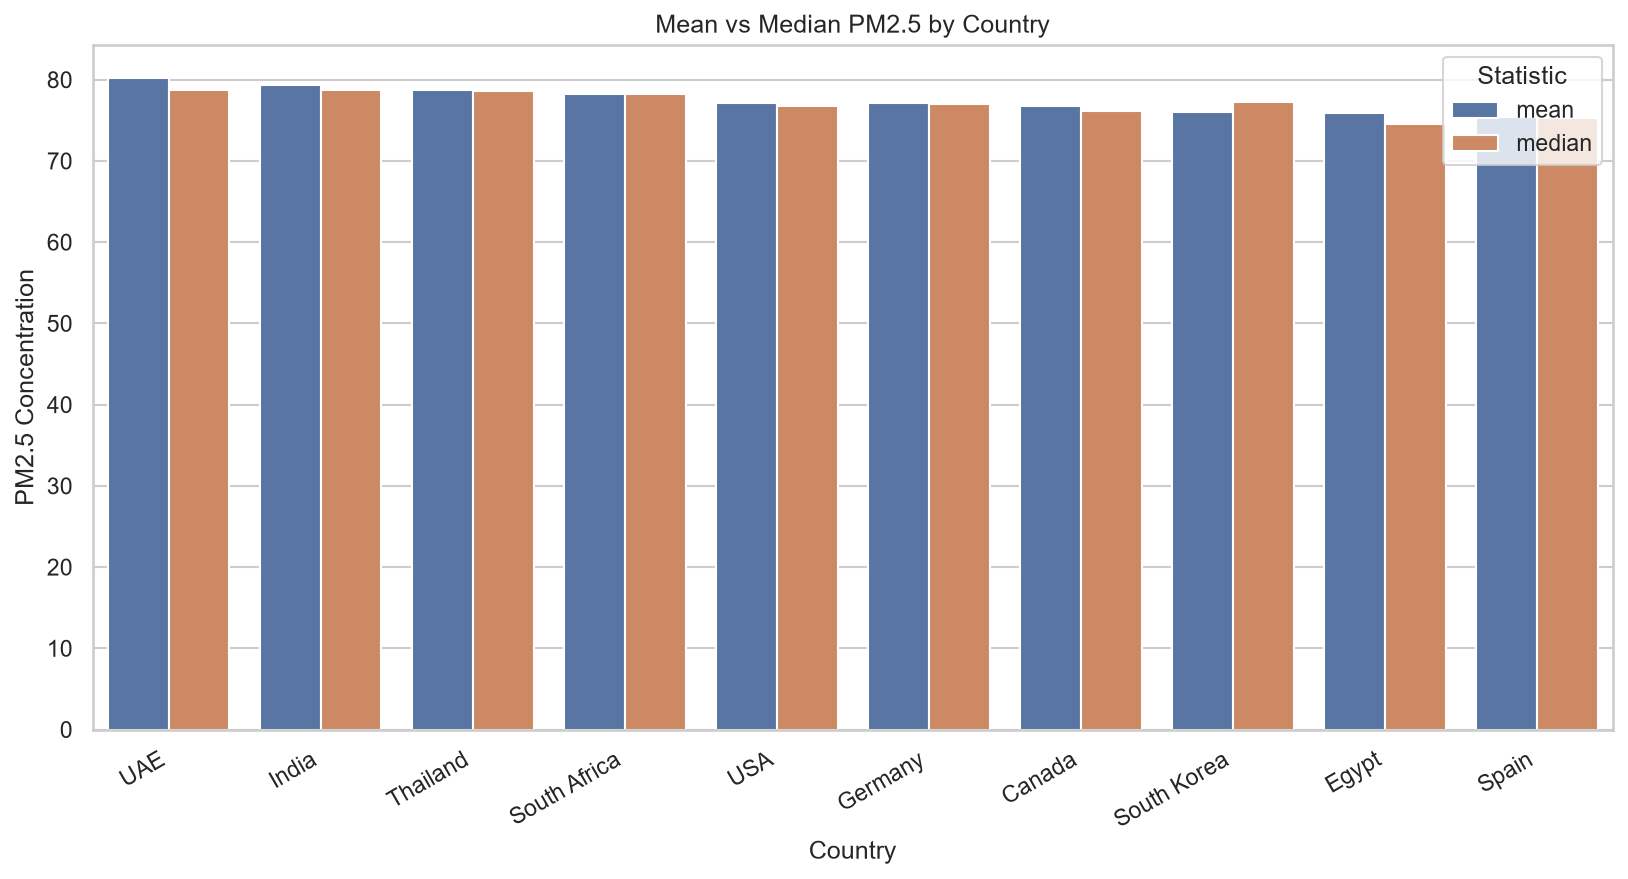 Mean vs Median PM2.5 by Country
Statistic
mean
median
PM2.5 Concentration
80
70
60
50
40
30
20
10
0
UAE
India
Thailand
South Africa
USA
Germany
Canada
South Korea
Egypt
Spain
Country